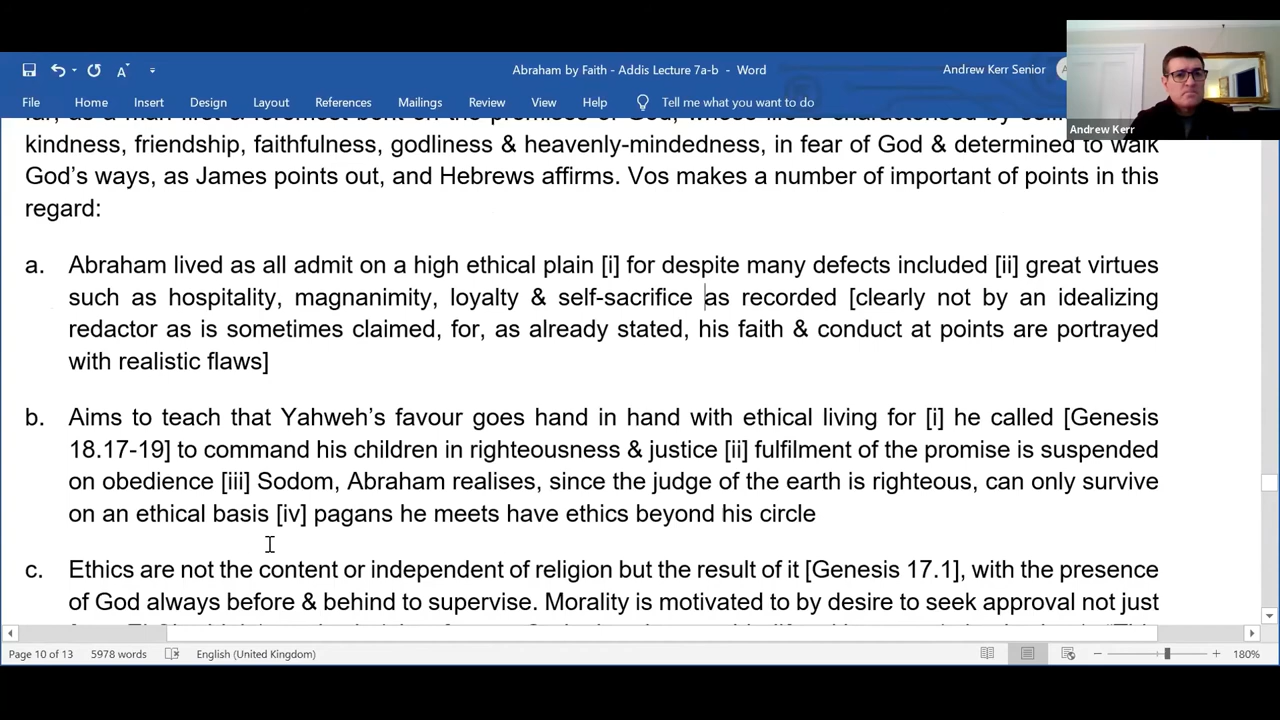 Abraham by Faith - Addis Lecture 7a-b - Word
Andrew Kerr Senior
Andrew Kerr
File Home Insert Design Layout References Mailings Review View Help Tell me what you want to do
kindness, friendship, faithfulness, godliness & heavenly-mindedness, in fear of God & determined to walk
God's ways, as James points out, and Hebrews affirms. Vos makes a number of important of points in this
regard:
a. Abraham lived as all admit on a high ethical plain [i] for despite many defects included [ii] great virtues
such as hospitality, magnanimity, loyalty & self-sacrifice as recorded [clearly not by an idealizing
redactor as is sometimes claimed, for, as already stated, his faith & conduct at points are portrayed
with realistic flaws]
b. Aims to teach that Yahweh's favour goes hand in hand with ethical living for [i] he called [Genesis
18.17-19] to command his children in righteousness & justice [ii] fulfilment of the promise is suspended
on obedience [iii] Sodom, Abraham realises, since the judge of the earth is righteous, can only survive
on an ethical basis [iv] pagans he meets have ethics beyond his circle
c. Ethics are not the content or independent of religion but the result of it [Genesis 17.1], with the presence
of God always before & behind to supervise. Morality is motivated to by desire to seek approval not just
Page 10 of 13 5978 words English (United Kingdom) 180%